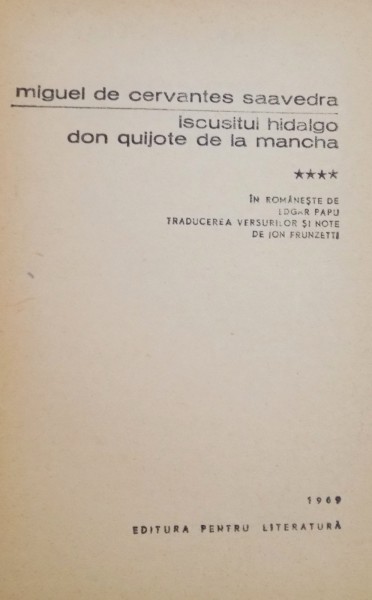 miguel de cervantes saavedra
iscusitul hidalgo
don quijote de la mancha
★★★★
ÎN ROMÂNEȘTE DE
EDGAR PAPU
TRADUCEREA VERSURILOR ȘI NOTE
DE ION FRUNZETTI
1969
EDITURA PENTRU LITERATURĂ